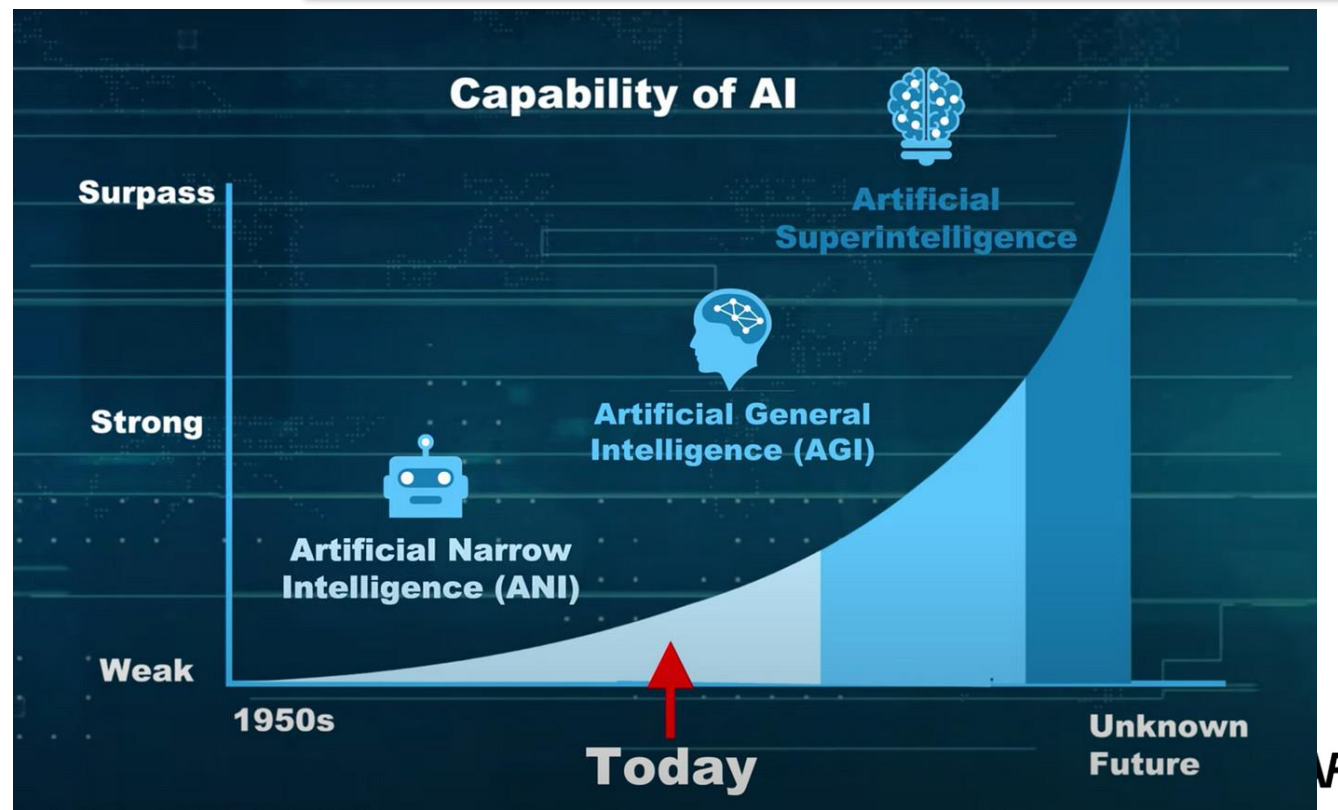 Capability of AI
Surpass
Artificial
Superintelligence
Strong
Artificial General
Intelligence (AGI)
Artificial Narrow
Intelligence (ANI)
Weak
1950s
Today
Unknown
Future